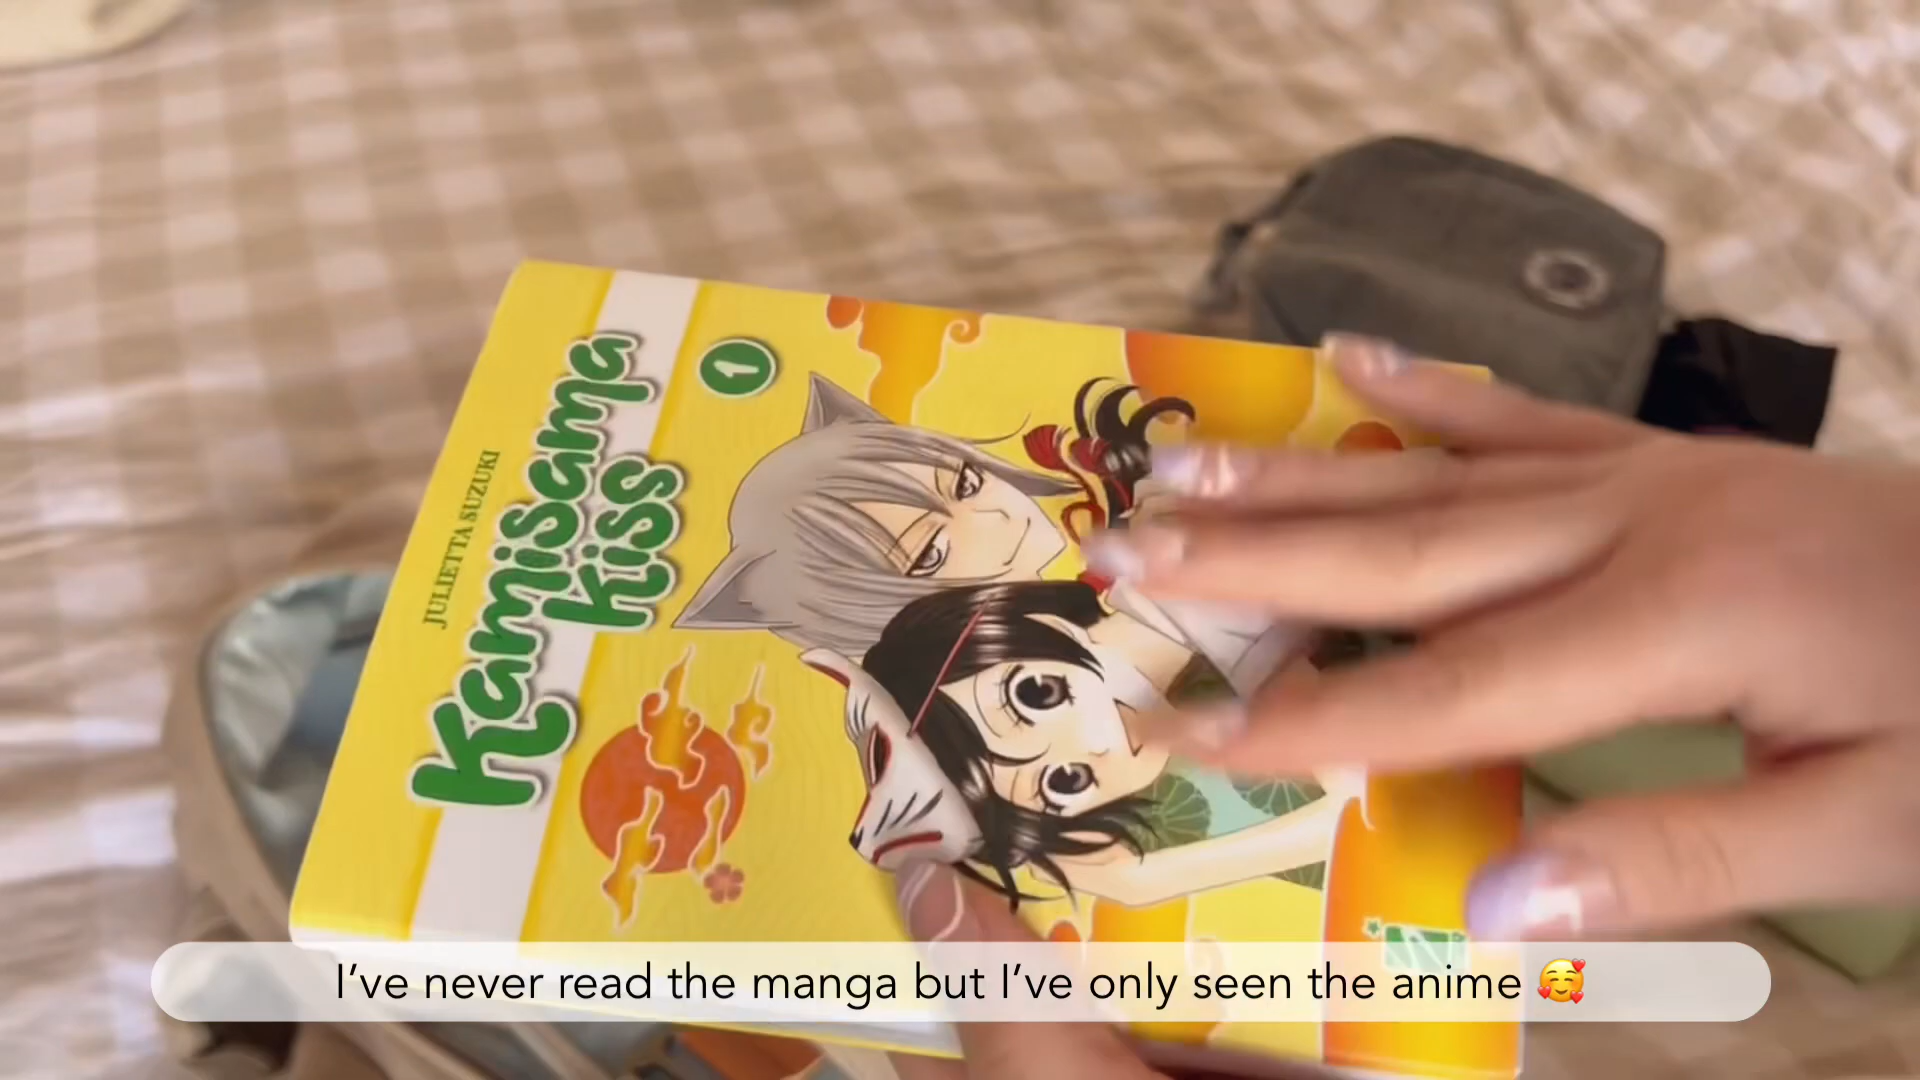 JULIETTA SUZUKI
Kamisama
Kiss
1
I’ve never read the manga but I’ve only seen the anime 🥰